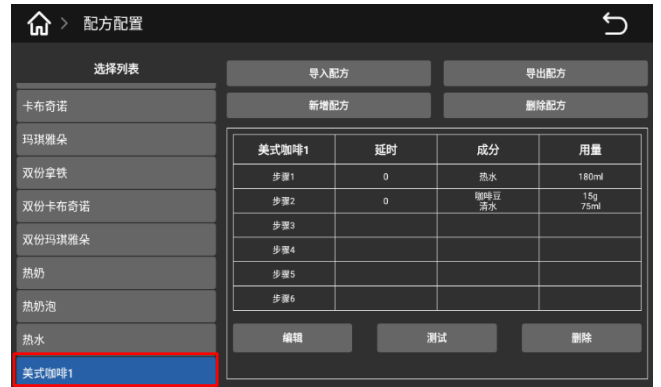 配方配置
选择列表
卡布奇诺
玛琪雅朵
双份拿铁
双份卡布奇诺
双份玛琪雅朵
热奶
热奶泡
热水
美式咖啡1
导入配方 导出配方
新增配方 删除配方
美式咖啡1 延时 成分 用量
步骤1 0 热水 180ml
步骤2 0 咖啡豆 15g
清水 75ml
步骤3
步骤4
步骤5
步骤6
编辑 测试 删除